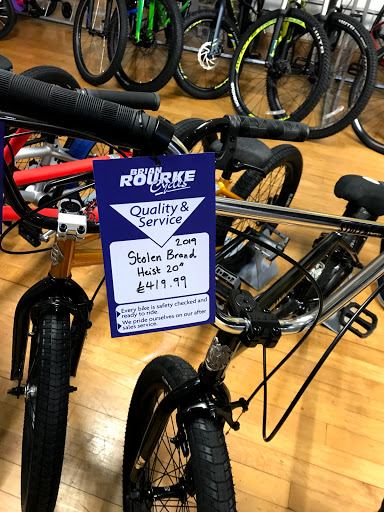 BRIAN
ROURKE
Cycles
Quality &
Service
2019
Stolen Brand
Heist 20"
£419.99
Every bike is safety checked and
ready to ride.
We pride ourselves on our after
sales service.